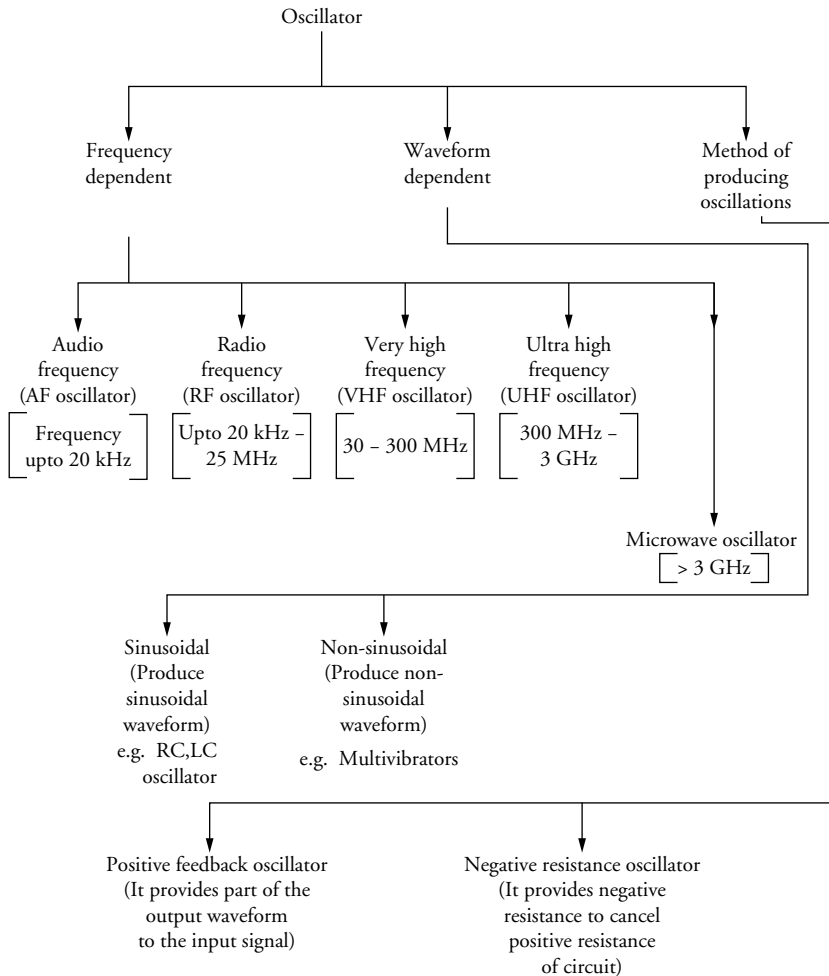 Oscillator
Frequency
dependent
Waveform
dependent
Method of
producing
oscillations
Audio
frequency
(AF oscillator)
Frequency
upto 20 kHz
Radio
frequency
(RF oscillator)
Upto 20 kHz –
25 MHz
Very high
frequency
(VHF oscillator)
30 – 300 MHz
Ultra high
frequency
(UHF oscillator)
300 MHz –
3 GHz
Microwave oscillator
> 3 GHz
Sinusoidal
(Produce
sinusoidal
waveform)
e.g. RC,LC
oscillator
Non-sinusoidal
(Produce non-
sinusoidal
waveform)
e.g. Multivibrators
Positive feedback oscillator
(It provides part of the
output waveform
to the input signal)
Negative resistance oscillator
(It provides negative
resistance to cancel
positive resistance
of circuit)